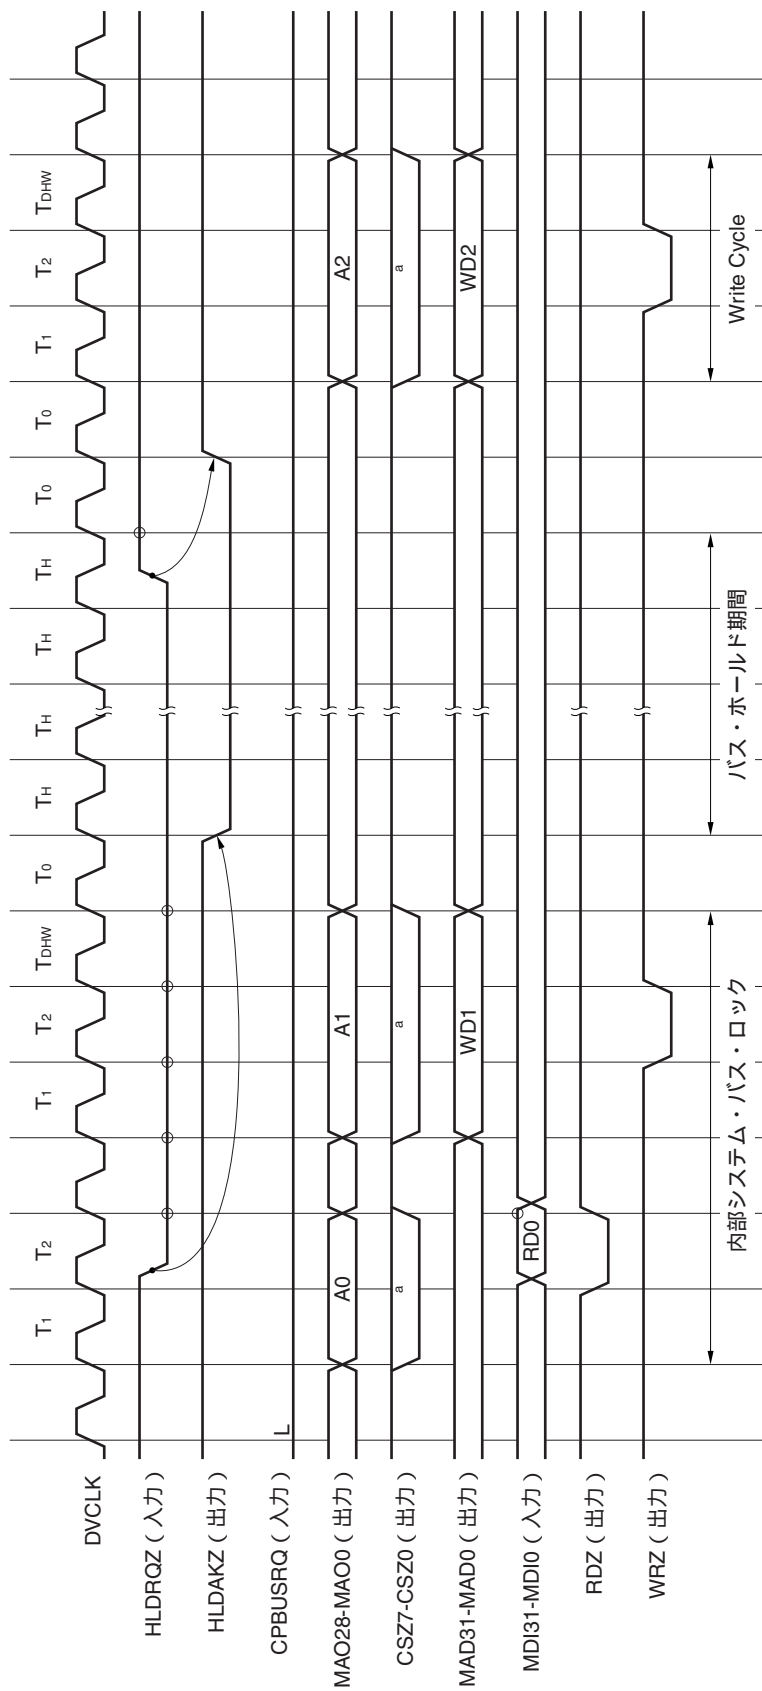 T1 T2 T1 T2 TDHW T0 TH TH TH TH T0 T0 T1 T2 TDHW
DVCLK
HLDRQZ(入力)
HLDAKZ(出力)
CPBUSRQ(入力) L
MAO28-MAO0(出力) A0 A1 A2
CSZ7-CSZ0(出力) a a a
MAD31-MAD0(出力) WD1 WD2
MDI31-MDI0(入力) RD0
RDZ(出力)
WRZ(出力)
内部システム・バス・ロック バス・ホールド期間 Write Cycle